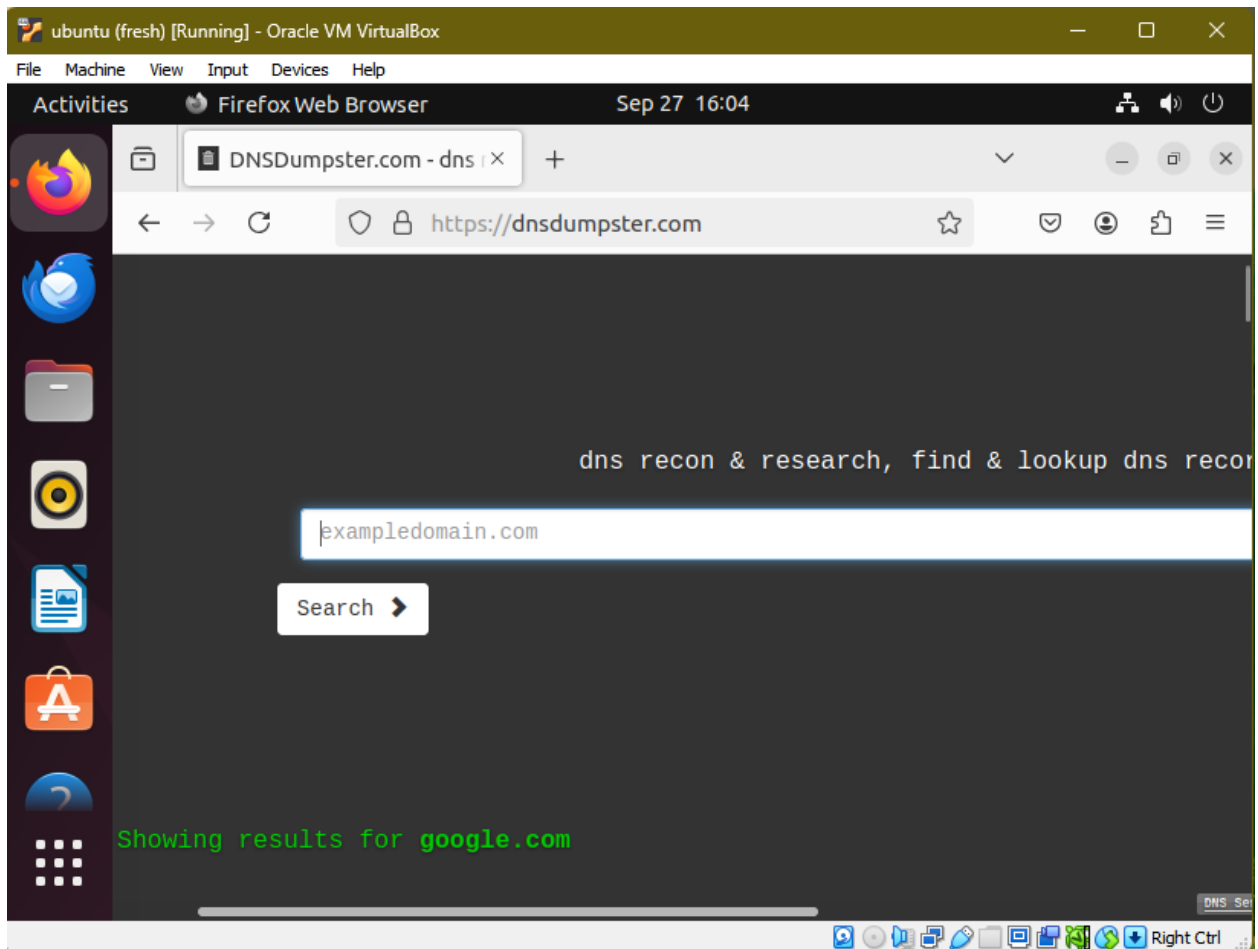 ubuntu (fresh) [Running] - Oracle VM VirtualBox
File Machine View Input Devices Help
Activities Firefox Web Browser Sep 27 16:04
DNSDumpster.com - dns
https://dnsdumpster.com
dns recon & research, find & lookup dns recor
exampledomain.com
Search
Showing results for google.com
DNS Se
Right Ctrl